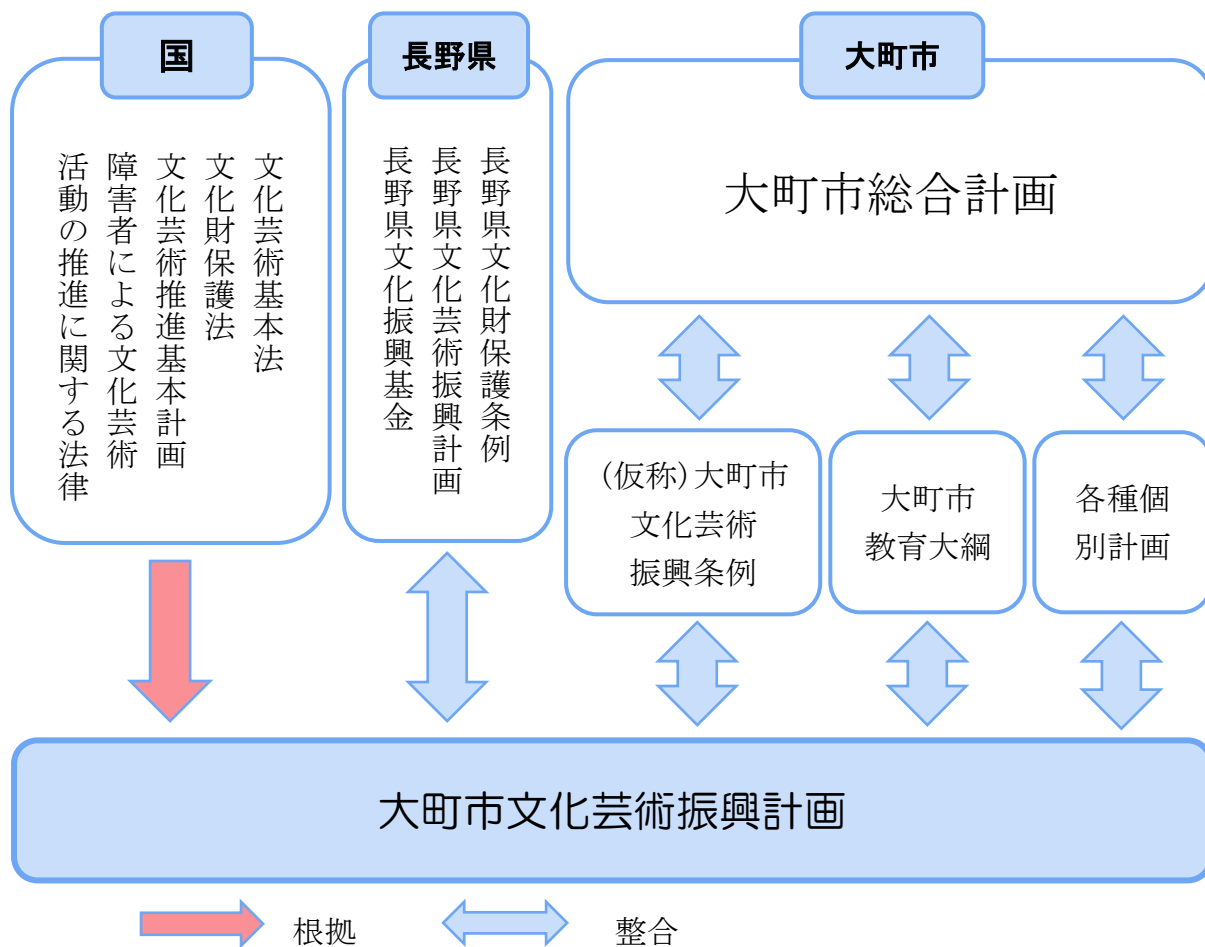 国
文化芸術基本法
文化財保護法
文化芸術推進基本計画
障害者による文化芸術
活動の推進に関する法律
長野県
長野県文化財保護条例
長野県文化芸術振興計画
長野県文化振興基金
大町市
大町市総合計画
(仮称)大町市
文化芸術
振興条例
大町市
教育大綱
各種個
別計画
大町市文化芸術振興計画
根拠
整合